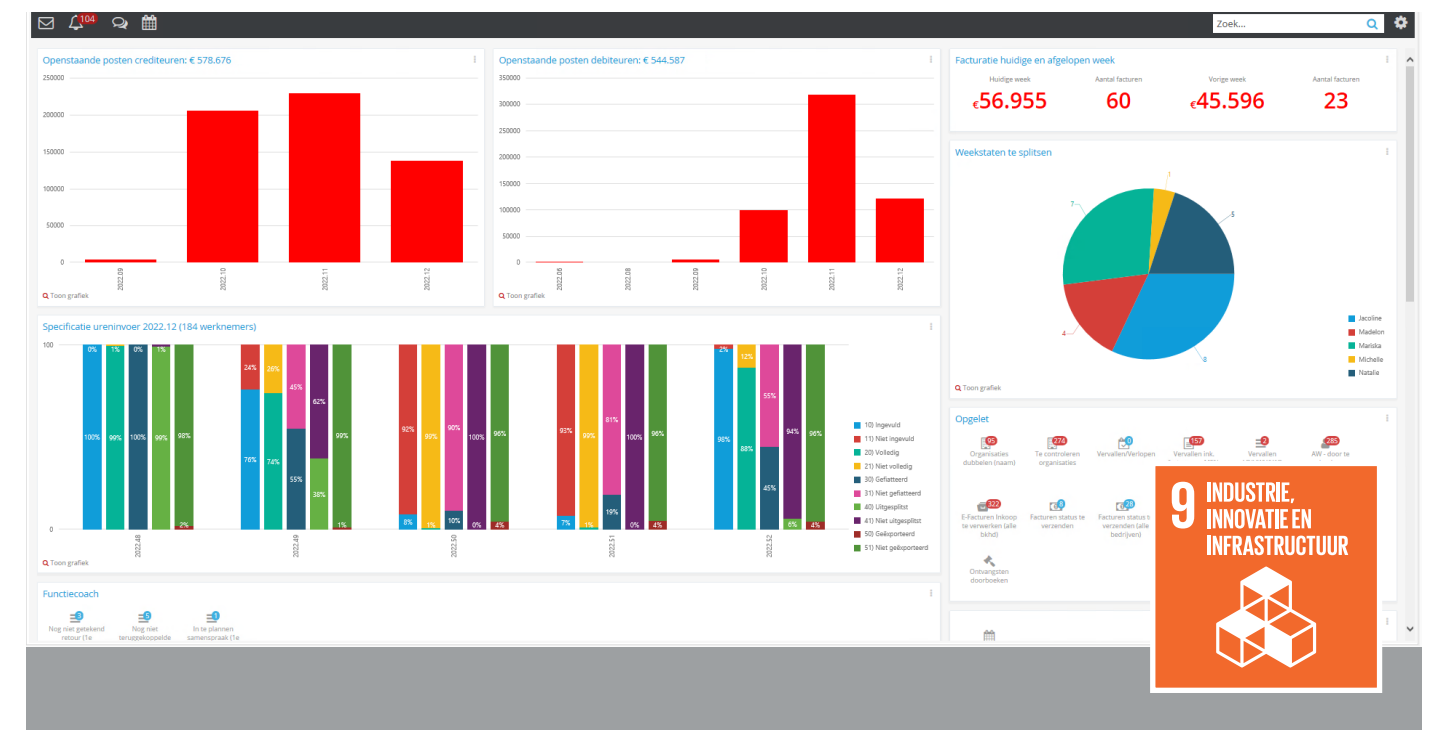 104
Zoek...
Openstaande posten crediteuren: € 578.676
250000
200000
150000
100000
50000
0
2022.09
2022.10
2022.11
2022.12
Toon grafiek
Openstaande posten debiteuren: € 544.587
350000
300000
250000
200000
150000
100000
50000
0
2022.06
2022.08
2022.09
2022.10
2022.11
2022.12
Toon grafiek
Facturatie huidige en afgelopen week
Huidige week
Aantal facturen
Vorige week
Aantal facturen
€56.955
60
€45.596
23
Weekstaten te splitsen
1
7
5
4
8
Jacoline
Madelon
Mariska
Michelle
Natalie
Toon grafiek
Specificatie ureninvoer 2022.12 (184 werknemers)
100
0
0% 1% 0% 1%
100% 99% 100% 99% 98%
2%
2022.48
24% 26% 45% 62%
76% 74% 55% 38% 99%
1%
2022.49
92% 99% 90% 100% 96%
8% 1% 10% 0% 4%
2022.50
93% 99% 81% 100% 96%
7% 1% 19% 0% 4%
2022.51
2% 12% 55% 94% 96%
98% 88% 45% 6% 4%
2022.52
10) Ingevuld
11) Niet ingevuld
20) Volledig
21) Niet volledig
30) Gefiatteerd
31) Niet gefiatteerd
40) Uitgesplitst
41) Niet uitgesplitst
50) Geëxporteerd
51) Niet geëxporteerd
Toon grafiek
Opgelet
95
Organisaties
dubbelen (naam)
274
Te controleren
organisaties
0
Vervallen/Verlopen
157
Vervallen ink.
2
Vervallen
285
AW - door te
322
E-Facturen Inkoop
te verwerken (alle
bkhd)
8
Facturen status te
verzenden
28
Facturen status t
verzenden (alle
bedrijven)
Ontvangsten
doorboeken
Functiecoach
3
Nog niet getekend
retour (1e
5
Nog niet
teruggekoppelde
1
In te plannen
samenspraak (1e
9 INDUSTRIE,
INNOVATIE EN
INFRASTRUCTUUR